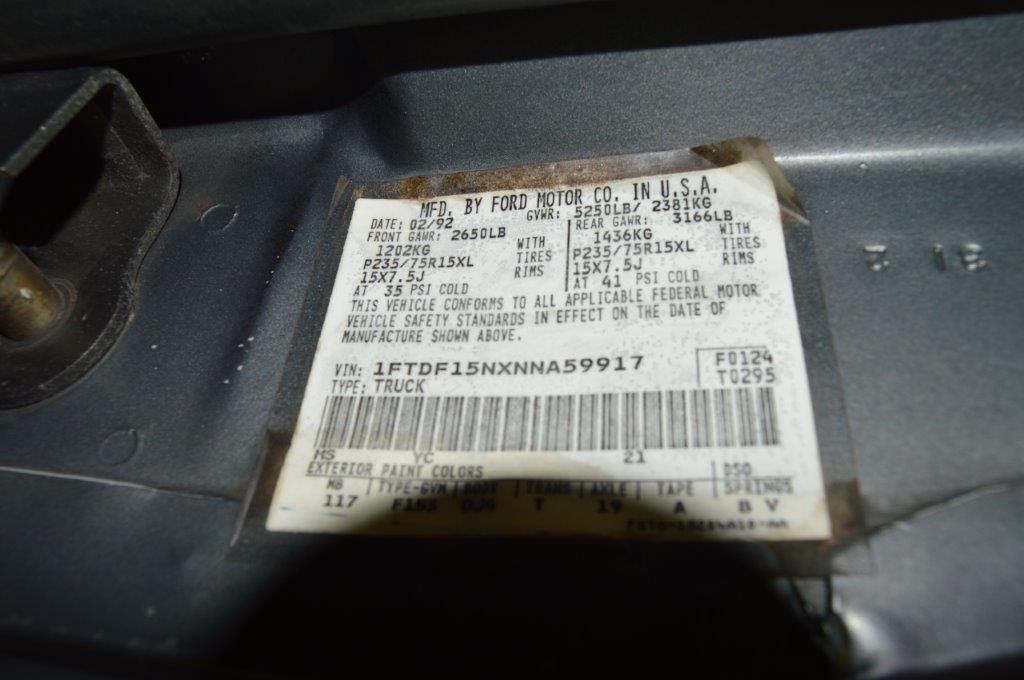 MFD. BY FORD MOTOR CO. IN U.S.A.
DATE: 02/92 GVWR: 5250LB/ 2381KG
FRONT GAWR: 2650LB REAR GAWR: 3166LB
1202KG WITH 1436KG WITH
P235/75R15XL TIRES P235/75R15XL TIRES
15X7.5J RIMS 15X7.5J RIMS
AT 35 PSI COLD AT 41 PSI COLD
THIS VEHICLE CONFORMS TO ALL APPLICABLE FEDERAL MOTOR
VEHICLE SAFETY STANDARDS IN EFFECT ON THE DATE OF
MANUFACTURE SHOWN ABOVE.
VIN: 1FTDF15NXNNA59917 F0124
TYPE: TRUCK T0295
MS YC 21
EXTERIOR PAINT COLORS DSO
WB TYPE-GVW BODY TRANS AXLE TAPE SPRINGS
117 F153 T 19 A B V